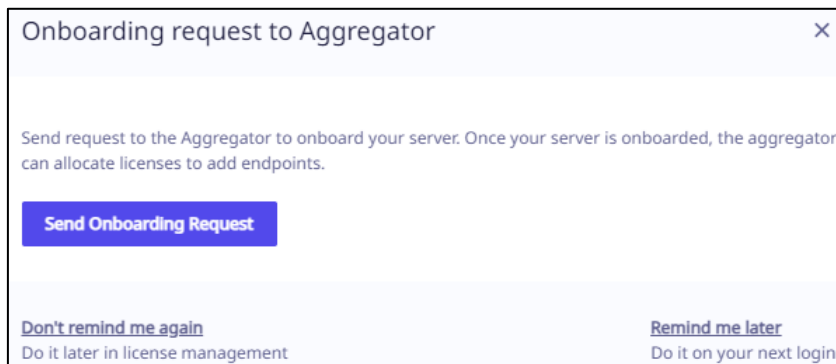 Onboarding request to Aggregator
Send request to the Aggregator to onboard your server. Once your server is onboarded, the aggregator
can allocate licenses to add endpoints.
Send Onboarding Request
Don't remind me again
Remind me later
Do it later in license management
Do it on your next login